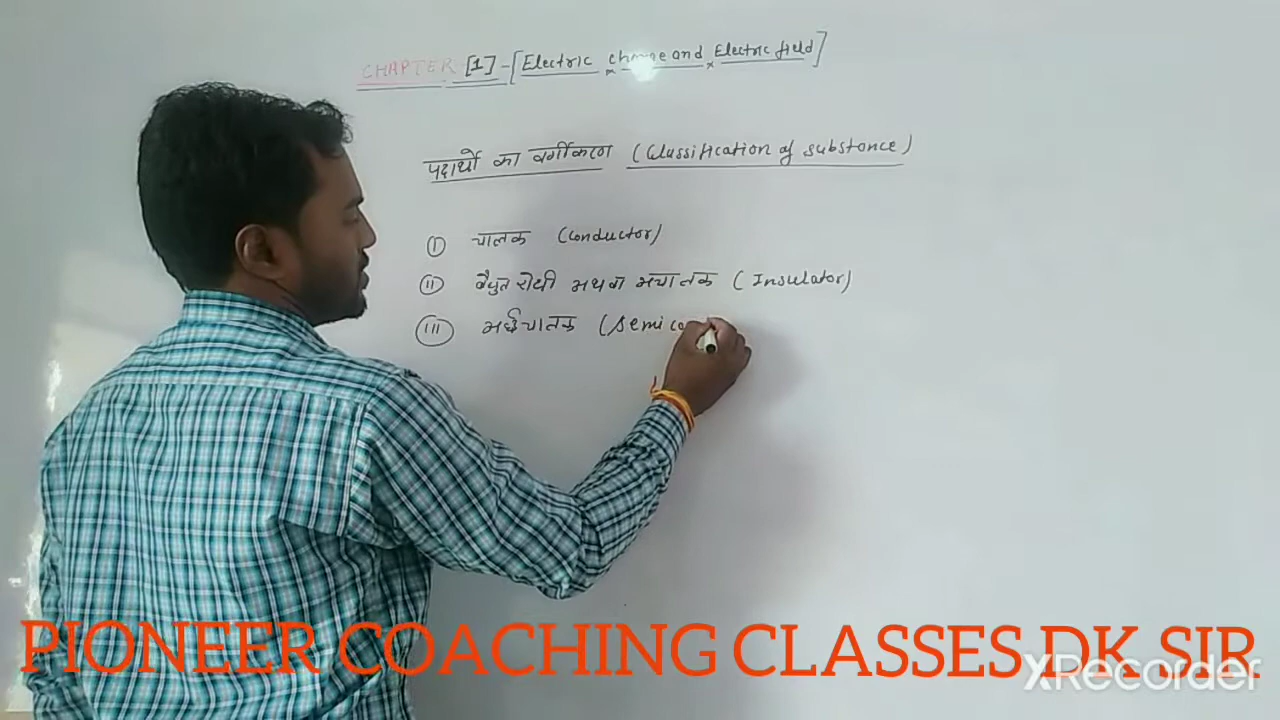 CHAPTER [1] - [Electric charge and Electric field]
पदार्थो का वर्गीकरण (Classification of substance)
(I) चालक (Conductor)
(II) वैधुत रोधी अथवा अचालक (Insulator)
(III) अर्धचालक (Semico
PIONEER COACHING CLASSES DK SIR
XRecorder